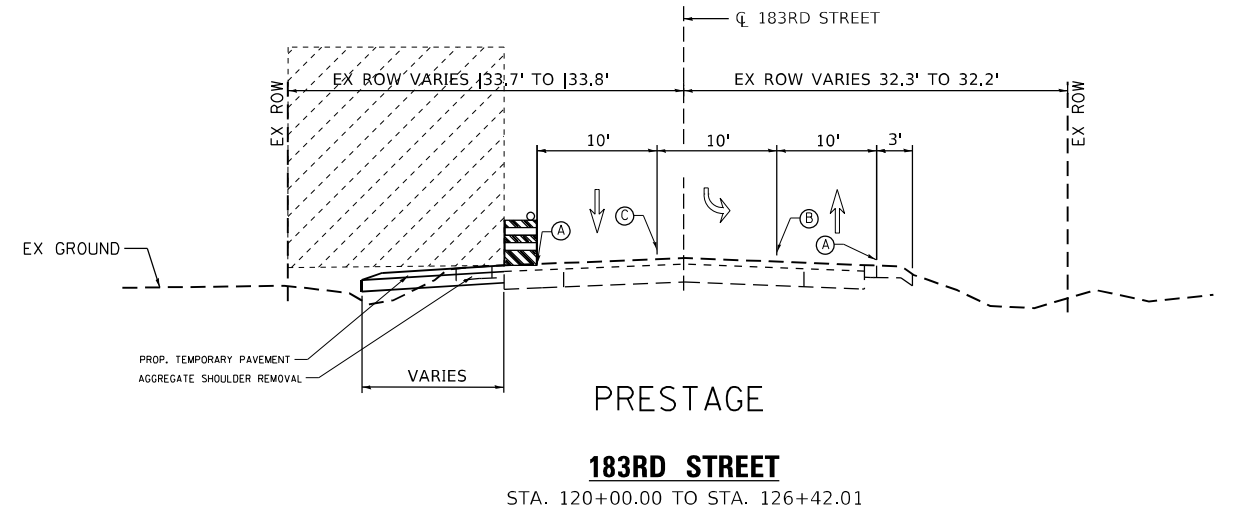 ℄ 183RD STREET
EX ROW VARIES 133.7' TO 133.8'
EX ROW VARIES 32.3' TO 32.2'
EX ROW
EX ROW
10'
10'
10'
3'
A
C
B
A
EX GROUND
PROP. TEMPORARY PAVEMENT
AGGREGATE SHOULDER REMOVAL
VARIES
PRESTAGE
183RD STREET
STA. 120+00.00 TO STA. 126+42.01